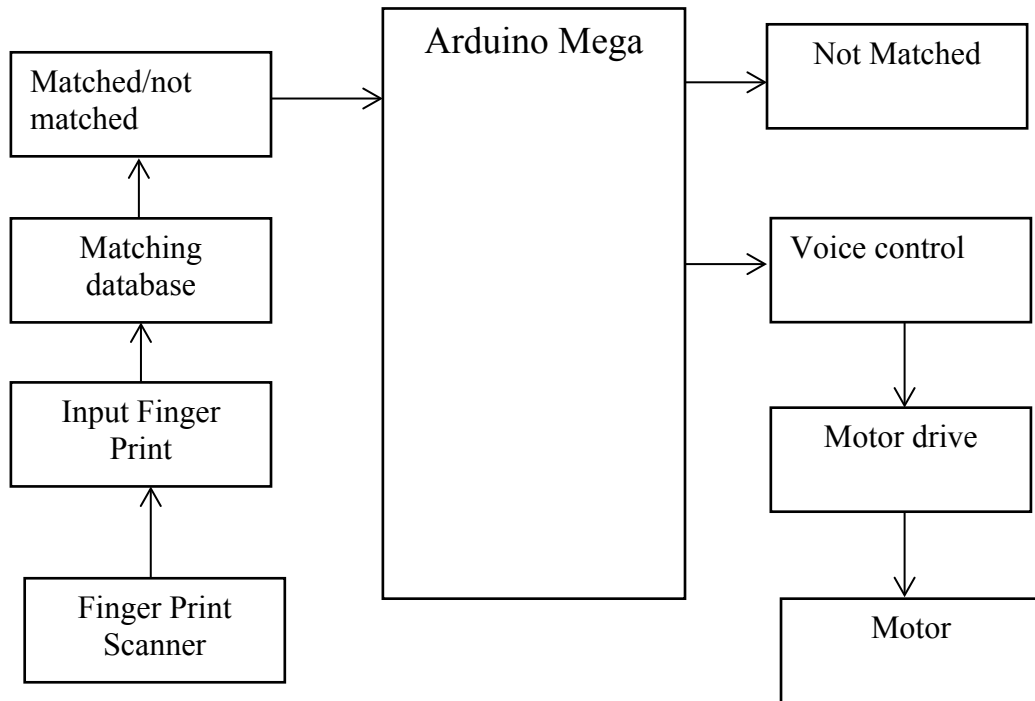 Arduino Mega
Matched/not
matched
Matching
database
Input Finger
Print
Finger Print
Scanner
Not Matched
Voice control
Motor drive
Motor